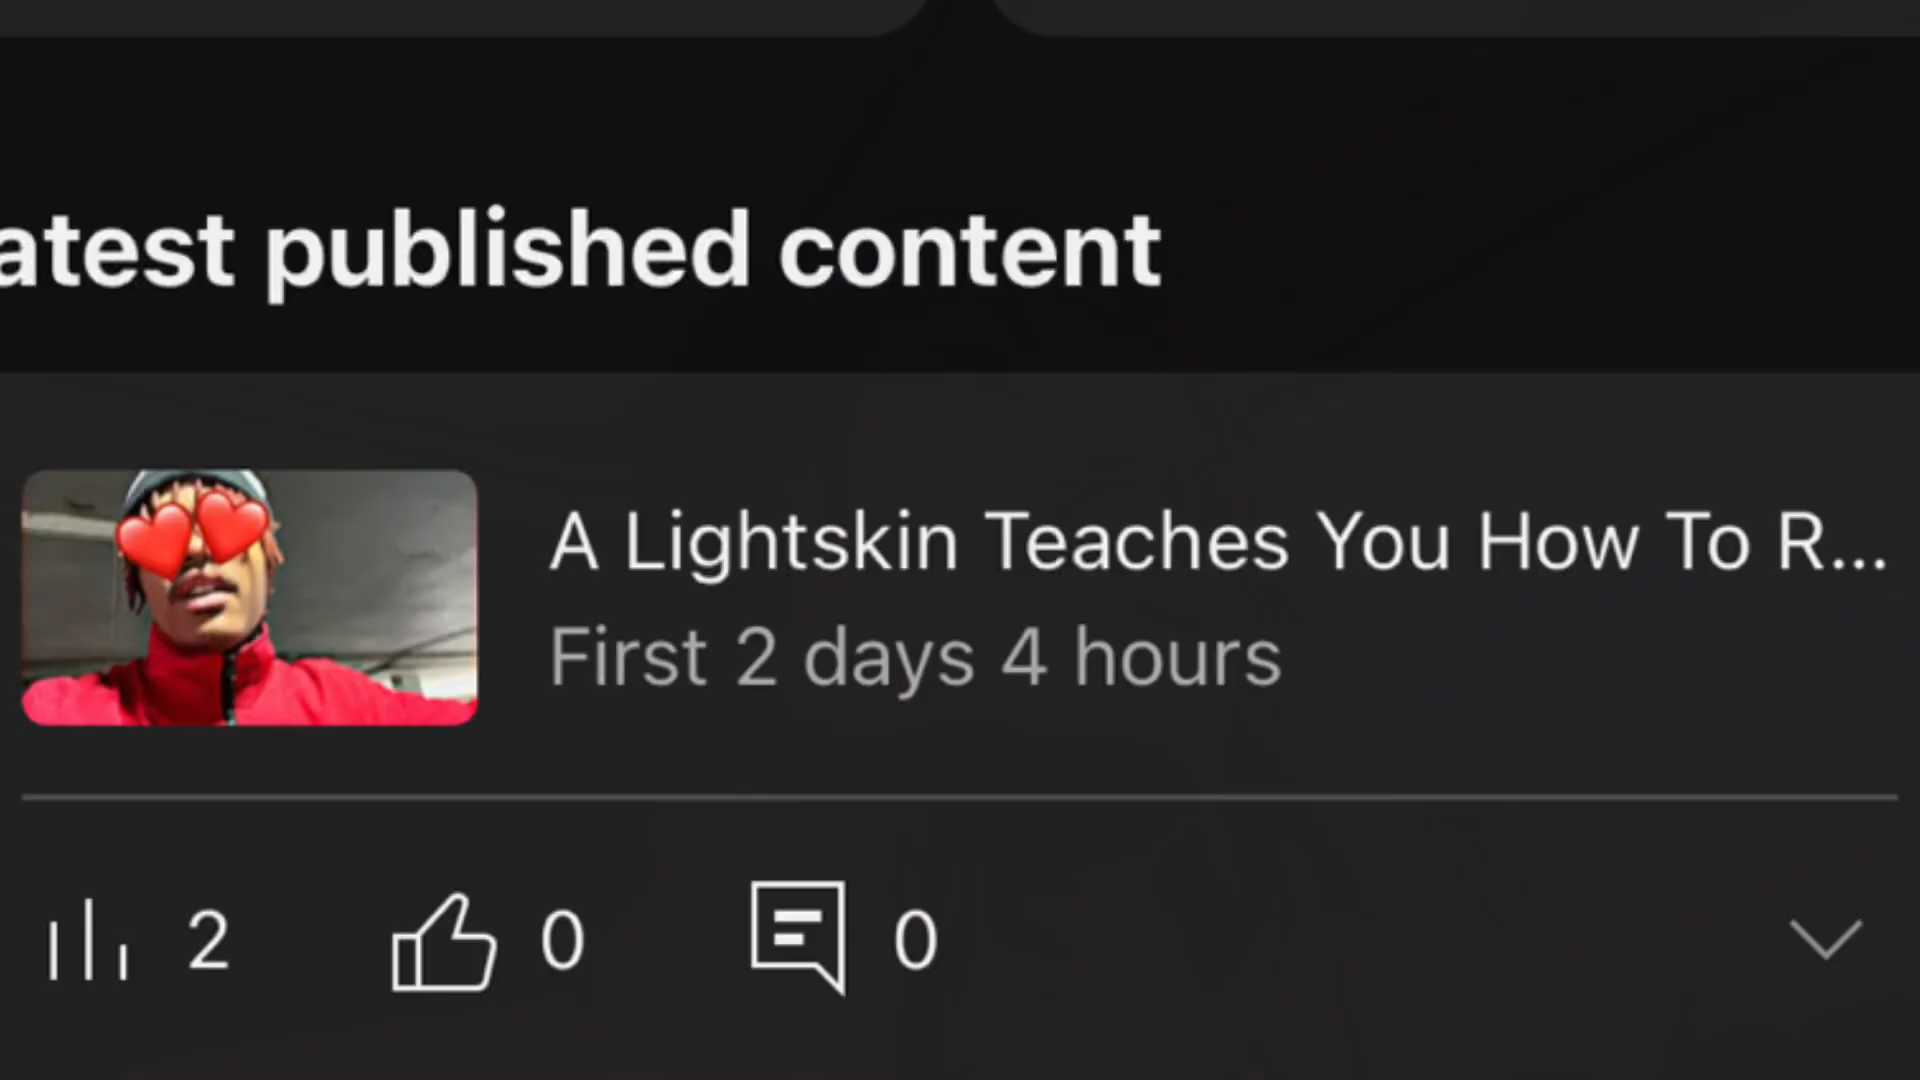 atest published content
A Lightskin Teaches You How To R...
First 2 days 4 hours
2 0 0